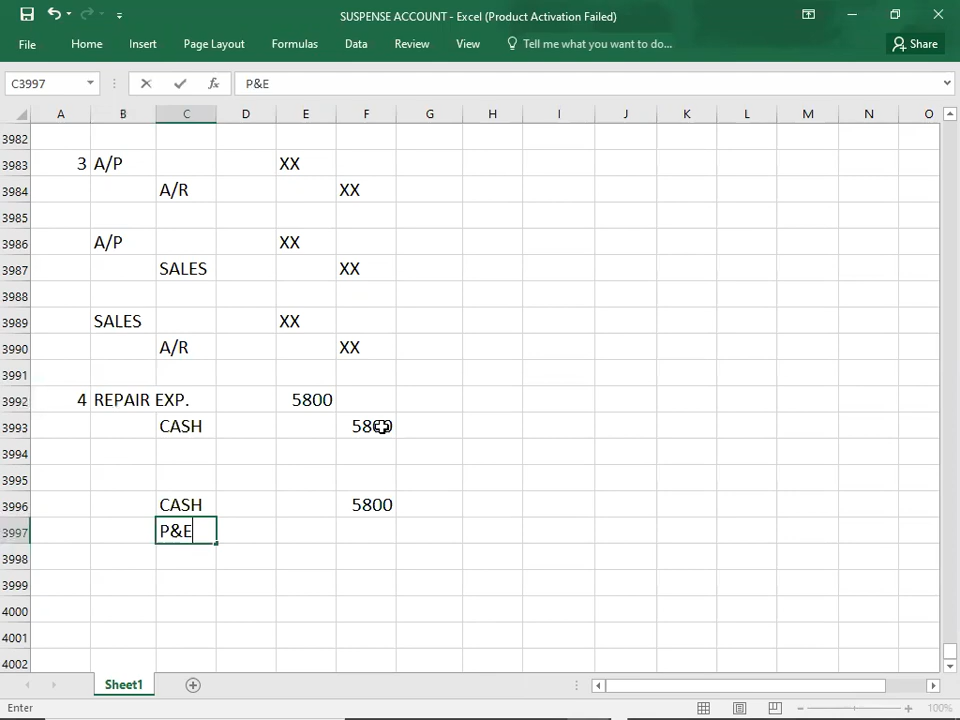 SUSPENSE ACCOUNT - Excel (Product Activation Failed)
File Home Insert Page Layout Formulas Data Review View Tell me what you want to do... Share
C3997 fx P&E
A B C D E F G H I J K L M N O
3982
3983 3 A/P XX
3984 A/R XX
3985
3986 A/P XX
3987 SALES XX
3988
3989 SALES XX
3990 A/R XX
3991
3992 4 REPAIR EXP. 5800
3993 CASH 5800
3994
3995
3996 CASH 5800
3997 P&E
3998
3999
4000
4001
4002
Sheet1
Enter 100%